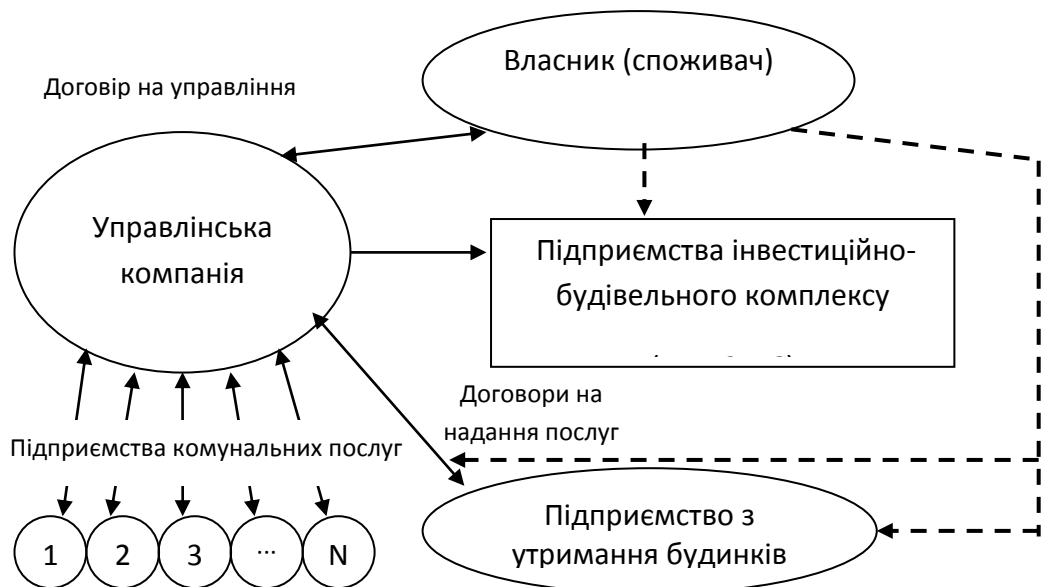 Власник (споживач)
Договір на управління
Управлінська
компанія
Підприємства інвестиційно-
будівельного комплексу
Договори на
надання послуг
Підприємства комунальних послуг
Підприємство з
утримання будинків
1 2 3 ... N